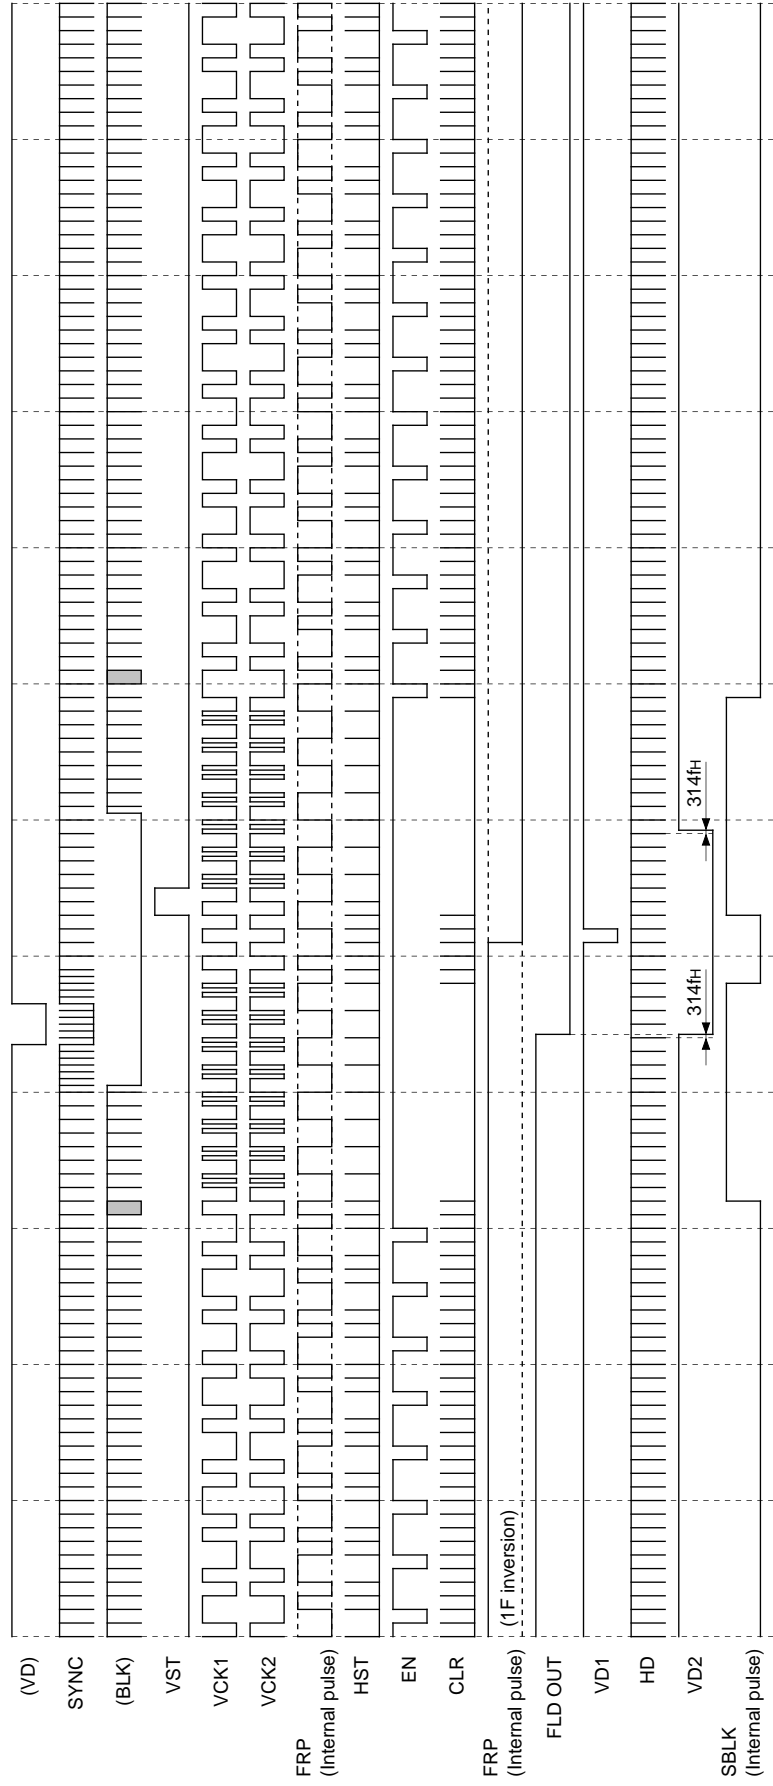 (VD)
SYNC
(BLK)
VST
VCK1
VCK2
FRP
(Internal pulse)
HST
EN
CLR
FRP
(Internal pulse)
(1F inversion)
FLD OUT
VD1
HD
VD2
314fH
314fH
SBLK
(Internal pulse)